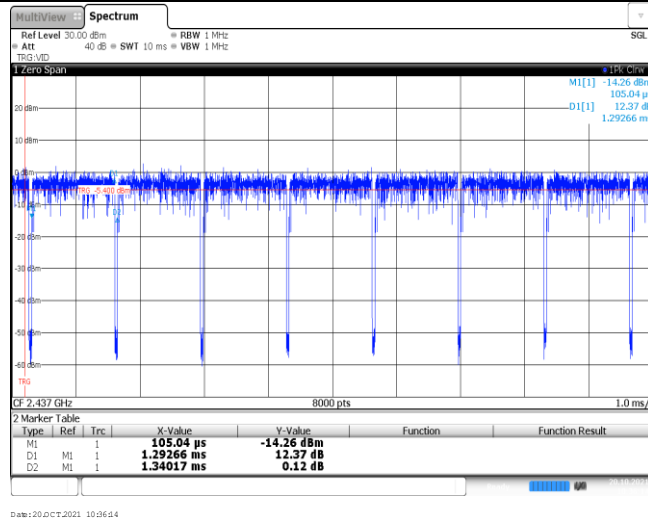 MultiView Spectrum
Ref Level 30.00 dBm RBW 1 MHz SGL
Att 40 dB SWT 10 ms VBW 1 MHz
TRG:VID
1 Zero Span 1Pk Clrw
M1[1] -14.26 dBm
105.04 µs
D1[1] 12.37 dB
1.29266 ms
20 dBm
10 dBm
0 dBm
D1
TRG -5.400 dBm
-10 dBm
D2
-20 dBm
-30 dBm
-40 dBm
-50 dBm
-60 dBm
TRG
CF 2.437 GHz 8000 pts 1.0 ms/
2 Marker Table
Type Ref Trc X-Value Y-Value Function Function Result
M1 1 105.04 µs -14.26 dBm
D1 M1 1 1.29266 ms 12.37 dB
D2 M1 1 1.34017 ms 0.12 dB
Date: 20.OCT.2021 10:36:14